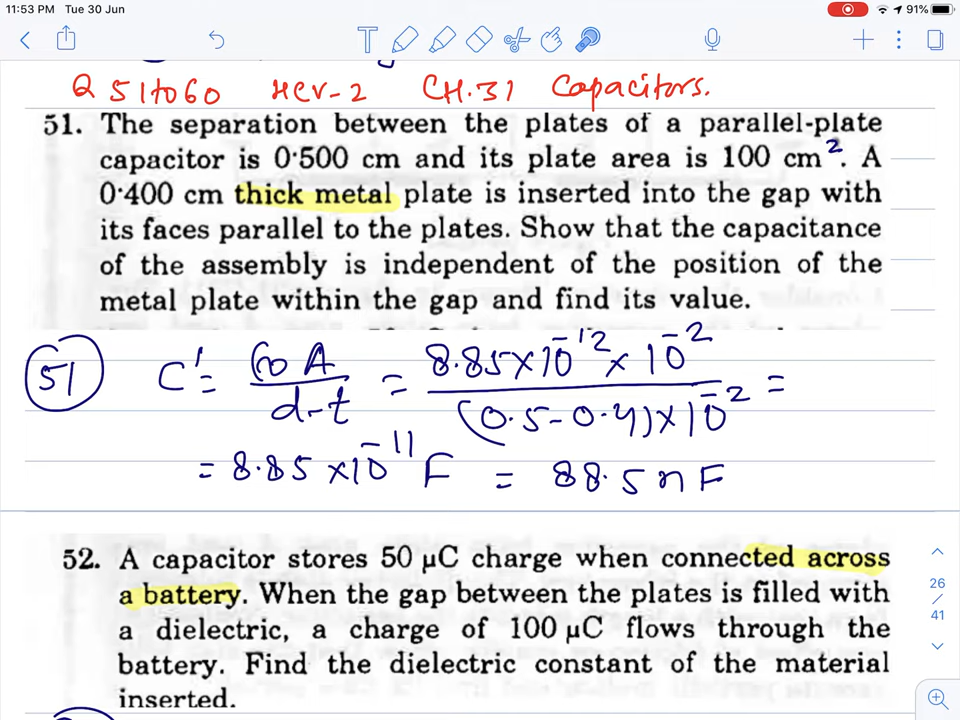 11:53 PM Tue 30 Jun 91%
Q 51 to 60 HCV-2 CH.31 Capacitors.
51. The separation between the plates of a parallel-plate
capacitor is 0·500 cm and its plate area is 100 cm². A
0·400 cm thick metal plate is inserted into the gap with
its faces parallel to the plates. Show that the capacitance
of the assembly is independent of the position of the
metal plate within the gap and find its value.
51 C' = ϵ0 A / d-t = 8.85×10^-12 × 10^-2 / (0.5-0.4)×10^-2 =
= 8.85 ×10^-11 F = 88.5 n F
52. A capacitor stores 50 μC charge when connected across
a battery. When the gap between the plates is filled with
a dielectric, a charge of 100 μC flows through the
battery. Find the dielectric constant of the material
inserted.
26
/
41